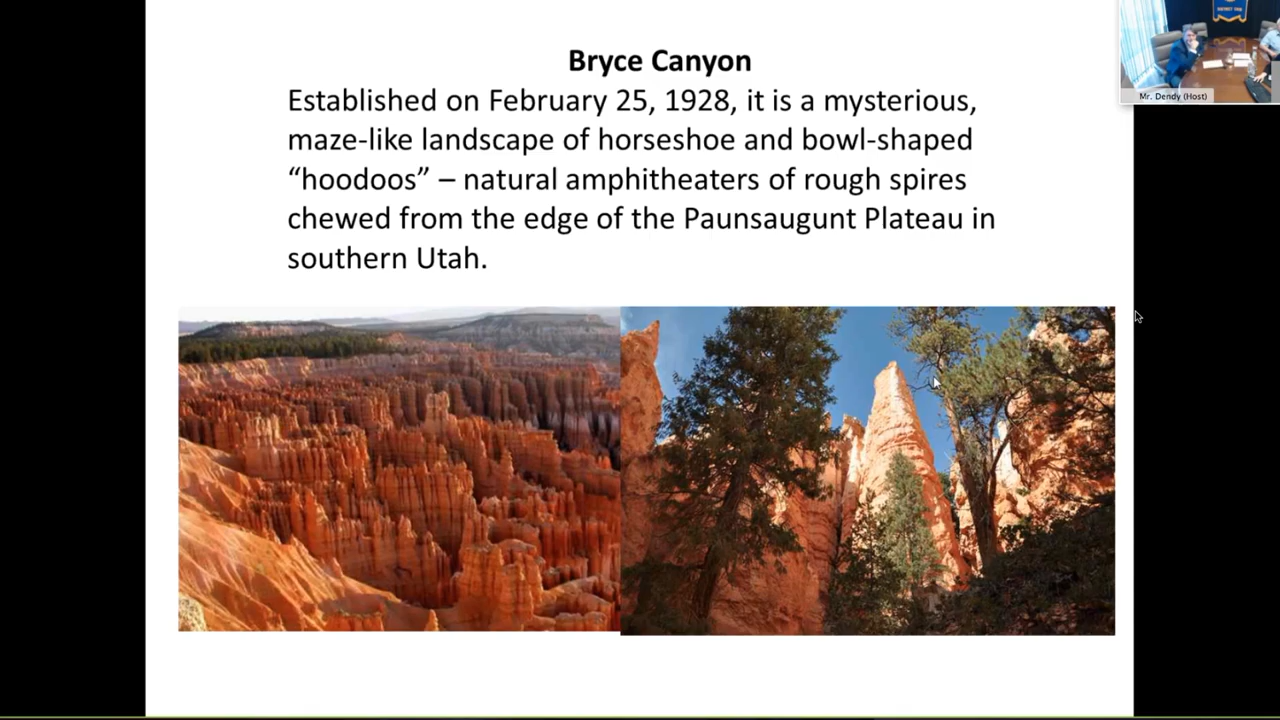 Bryce Canyon
Established on February 25, 1928, it is a mysterious,
maze-like landscape of horseshoe and bowl-shaped
“hoodoos” – natural amphitheaters of rough spires
chewed from the edge of the Paunsaugunt Plateau in
southern Utah.
Mr. Dendy (Host)